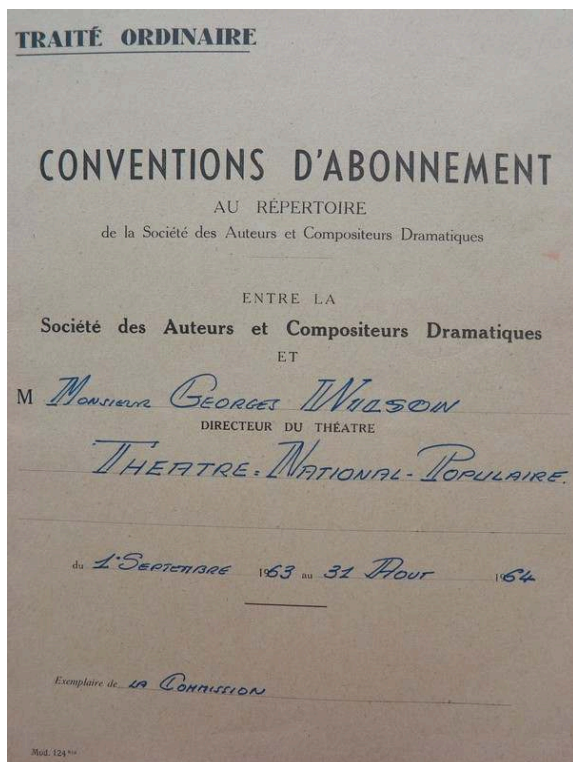 TRAITÉ ORDINAIRE
CONVENTIONS D'ABONNEMENT
AU RÉPERTOIRE
de la Société des Auteurs et Compositeurs Dramatiques
ENTRE LA
Société des Auteurs et Compositeurs Dramatiques
ET
M Monsieur Georges Wilson
DIRECTEUR DU THÉATRE
THEATRE-NATIONAL-POPULAIRE.
du 1er SEPTEMBRE 1963 au 31 AOUT 1964
Exemplaire de LA COMMISSION
Mod. 124 bis